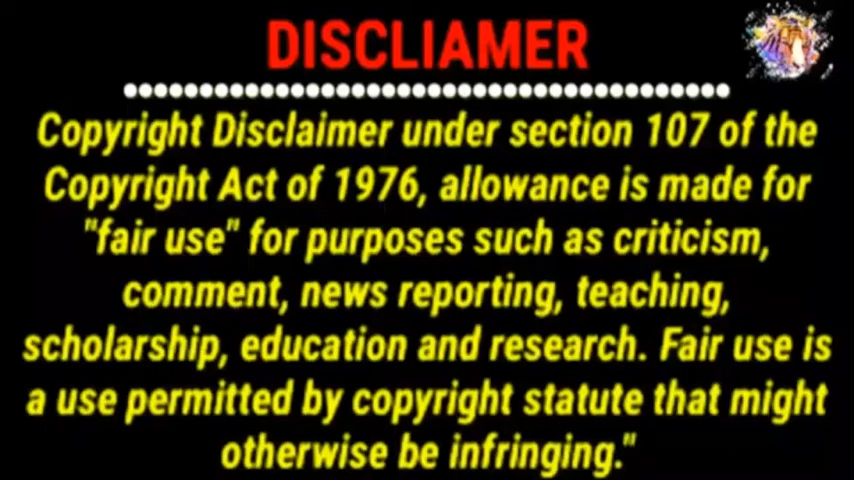 DISCLIAMER
Copyright Disclaimer under section 107 of the
Copyright Act of 1976, allowance is made for
"fair use" for purposes such as criticism,
comment, news reporting, teaching,
scholarship, education and research. Fair use is
a use permitted by copyright statute that might
otherwise be infringing."